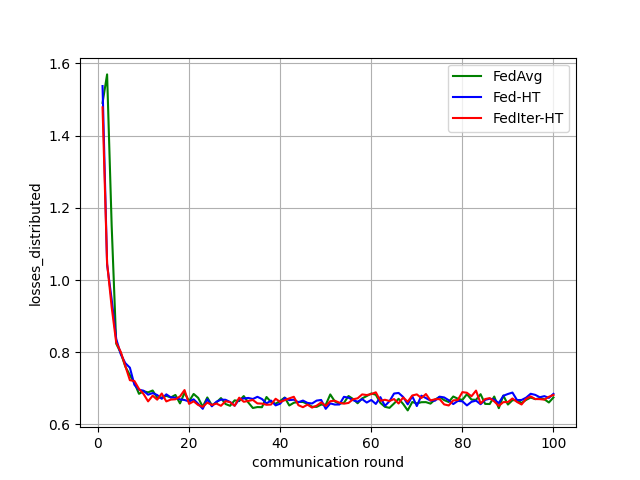 1.6
1.4
1.2
1.0
0.8
0.6
losses_distributed
FedAvg
Fed-HT
FedIter-HT
0 20 40 60 80 100
communication round